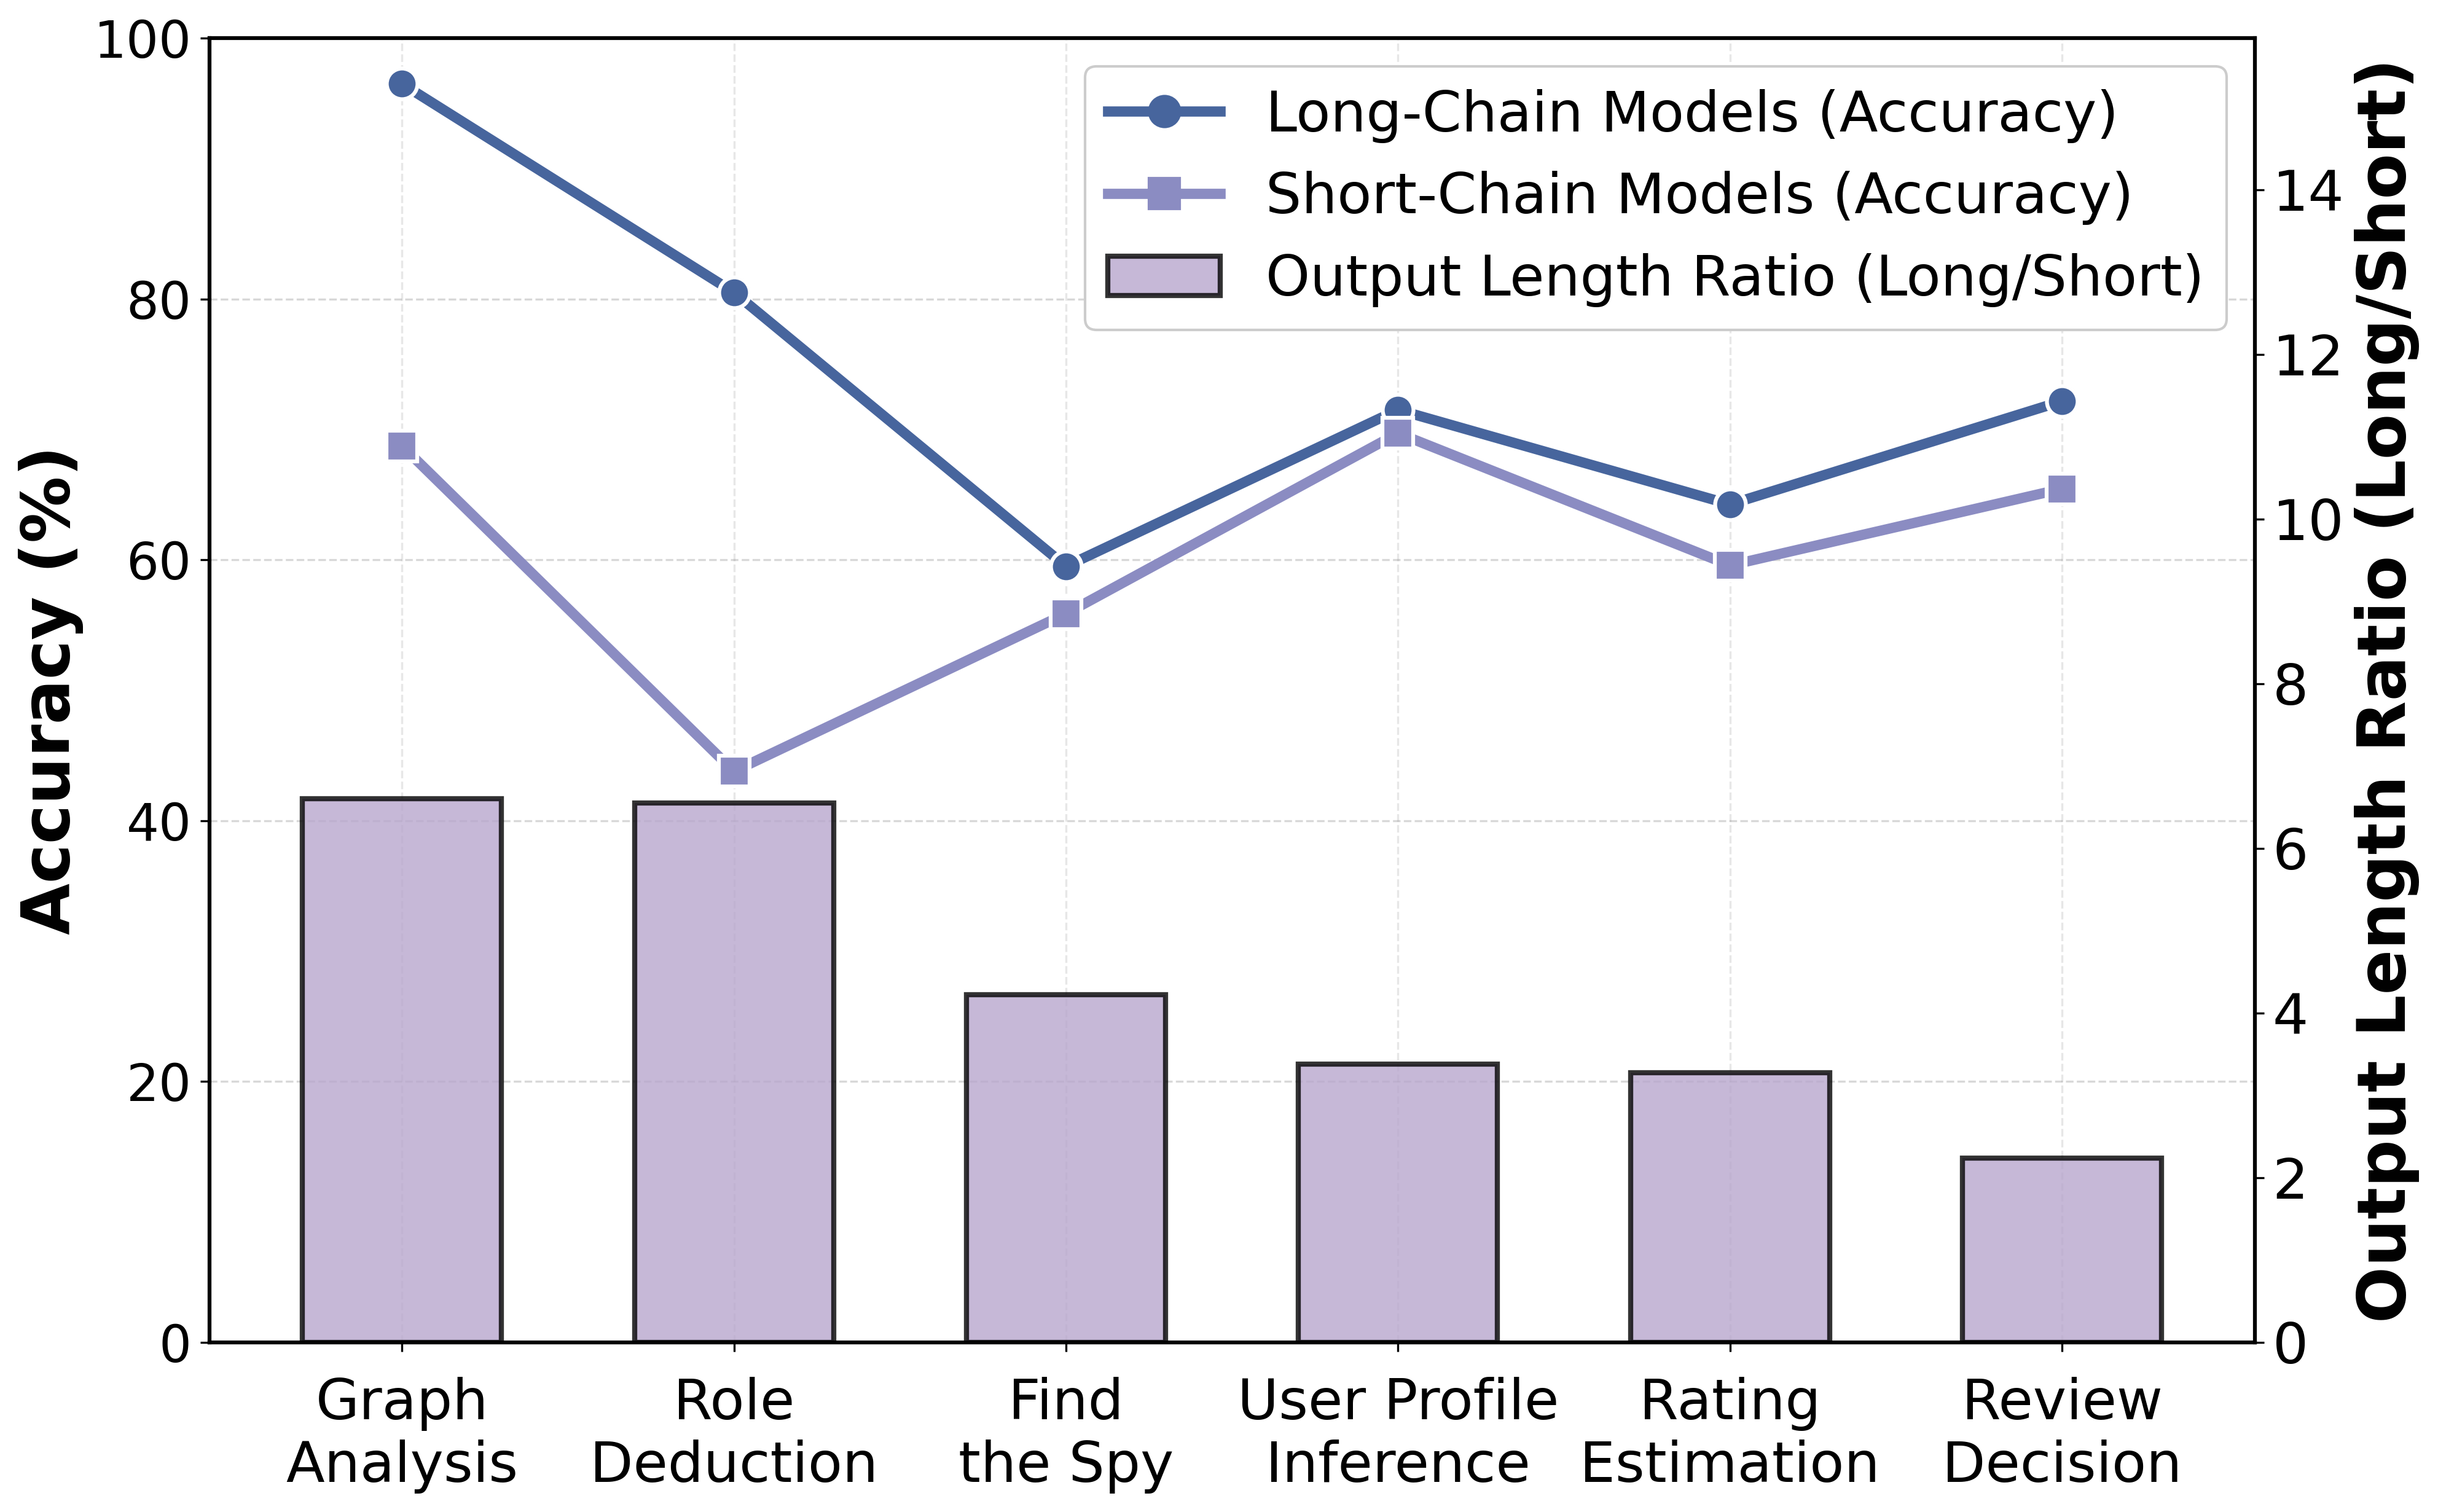 100
80
60
40
20
0
Accuracy (%)
Long-Chain Models (Accuracy)
Short-Chain Models (Accuracy)
Output Length Ratio (Long/Short)
14
12
10
8
6
4
2
0
Output Length Ratio (Long/Short)
Graph
Analysis
Role
Deduction
Find
the Spy
User Profile
Inference
Rating
Estimation
Review
Decision